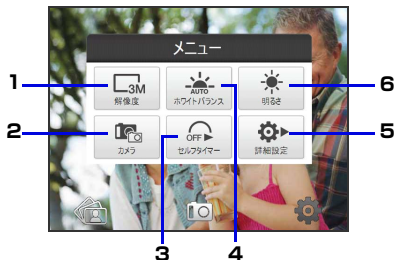 メニュー
1
3M
解像度
AUTO
ホワイトバランス
明るさ
6
2
カメラ
OFF
セルフタイマー
詳細設定
5
3
4